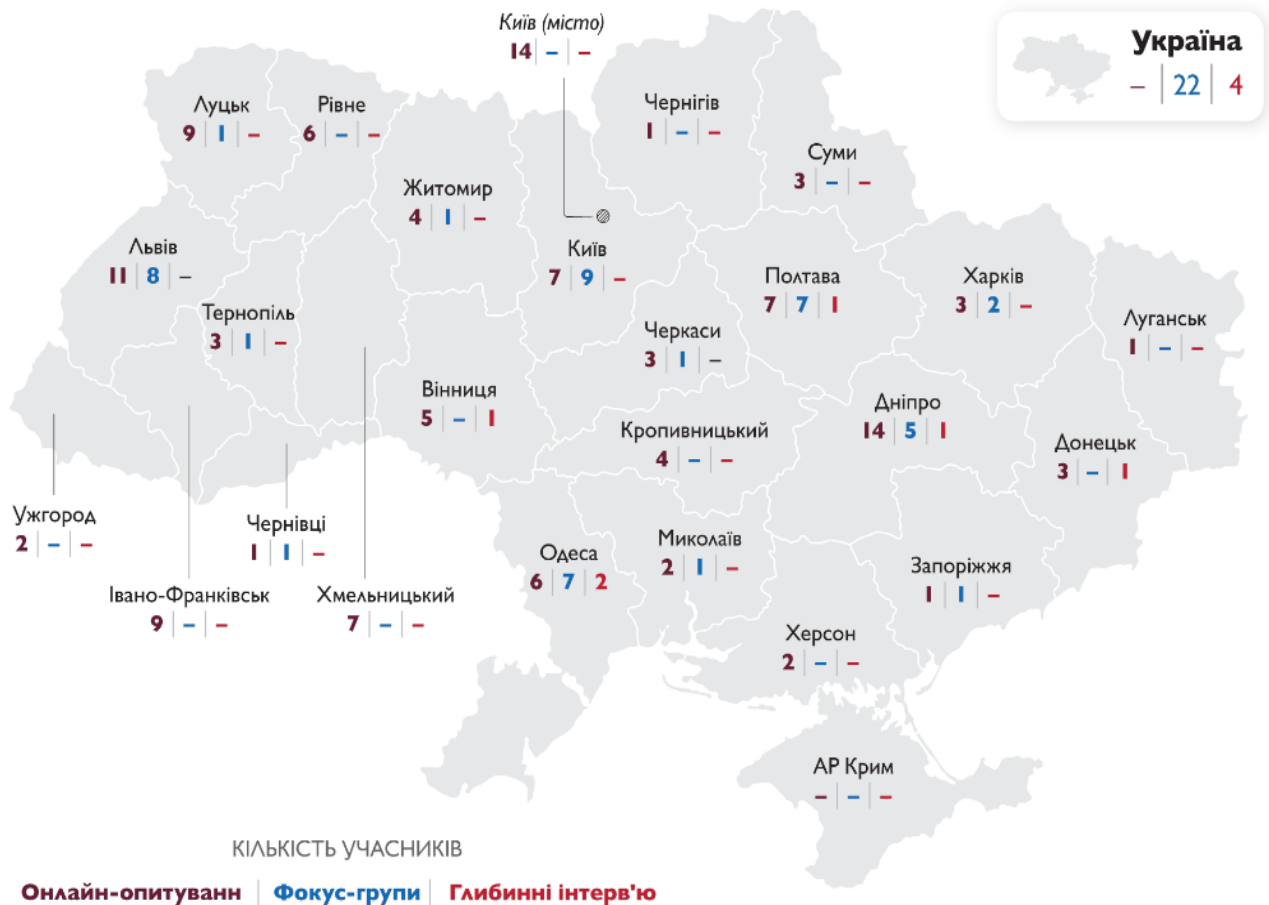 Київ (місто)
14 | – | –
Україна
– | 22 | 4
Луцьк
9 | 1 | –
Рівне
6 | – | –
Чернігів
1 | – | –
Суми
3 | – | –
Житомир
4 | 1 | –
Львів
11 | 8 | –
Київ
7 | 9 | –
Полтава
7 | 7 | 1
Харків
3 | 2 | –
Тернопіль
3 | 1 | –
Луганськ
1 | – | –
Черкаси
3 | 1 | –
Вінниця
5 | – | 1
Дніпро
14 | 5 | 1
Кропивницький
4 | – | –
Донецьк
3 | – | 1
Ужгород
2 | – | –
Чернівці
1 | 1 | –
Одеса
6 | 7 | 2
Миколаїв
2 | 1 | –
Запоріжжя
1 | 1 | –
Івано-Франківськ
9 | – | –
Хмельницький
7 | – | –
Херсон
2 | – | –
АР Крим
– | – | –
КІЛЬКІСТЬ УЧАСНИКІВ
Онлайн-опитуванн | Фокус-групи | Глибинні інтерв'ю